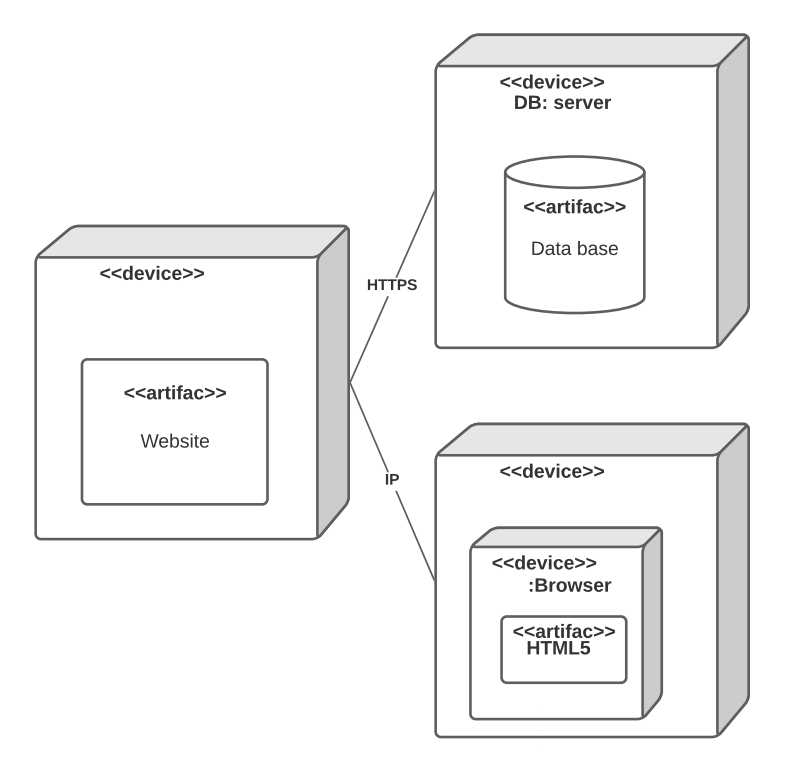 <<device>>
<<artifac>>
Website
HTTPS
IP
<<device>>
DB: server
<<artifac>>
Data base
<<device>>
<<device>>
:Browser
<<artifac>>
HTML5